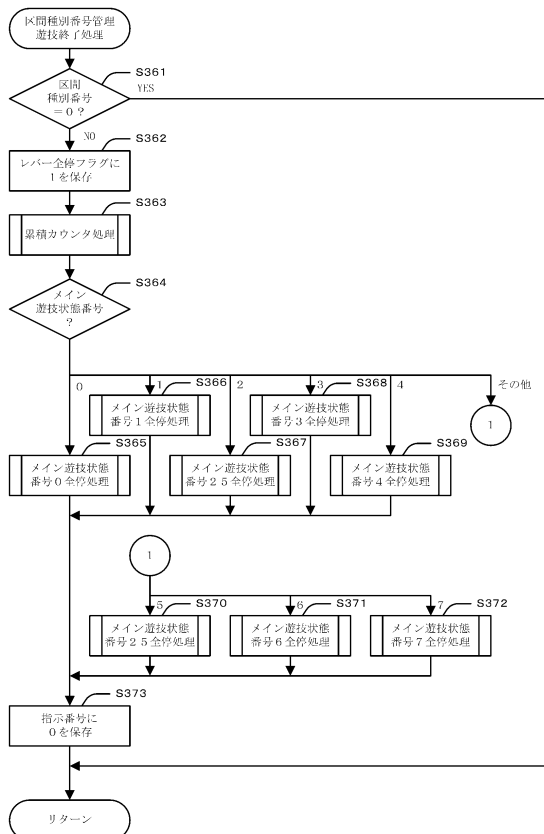 区間種別番号管理
遊技終了処理
S361
区間
種別番号
=0?
YES
NO
S362
レバー全停フラグに
1を保存
S363
累積カウンタ処理
S364
メイン
遊技状態番号
?
0
1
2
3
4
その他
S366
メイン遊技状態
番号1全停処理
S368
メイン遊技状態
番号3全停処理
1
S365
メイン遊技状態
番号0全停処理
S367
メイン遊技状態
番号25全停処理
S369
メイン遊技状態
番号4全停処理
1
5
6
7
S370
メイン遊技状態
番号25全停処理
S371
メイン遊技状態
番号6全停処理
S372
メイン遊技状態
番号7全停処理
S373
指示番号に
0を保存
リターン